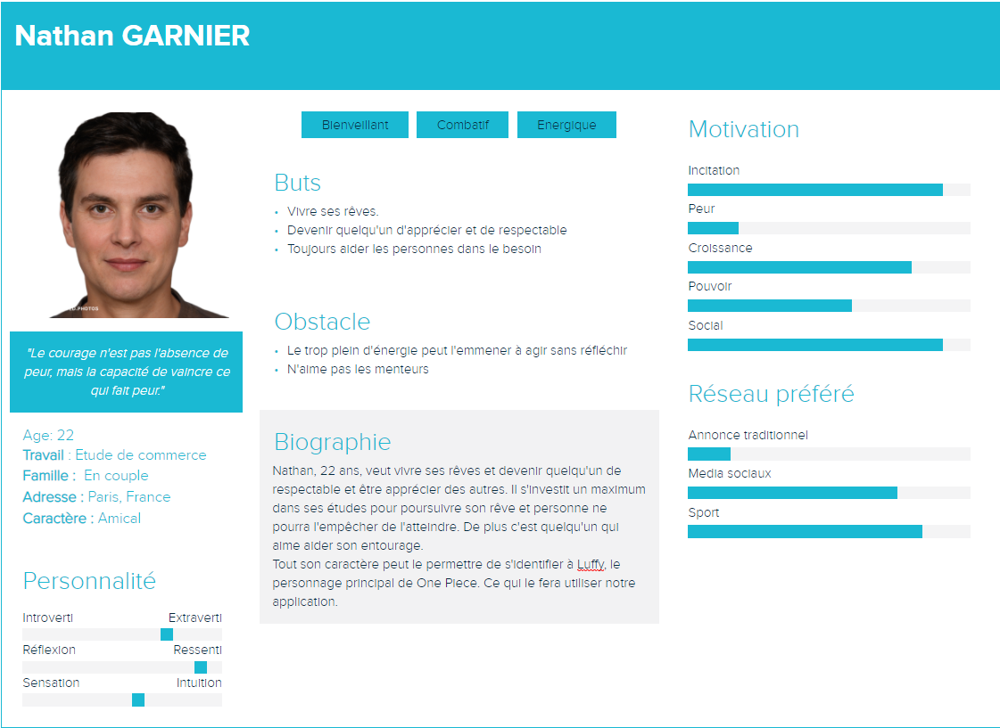 Nathan GARNIER
"Le courage n'est pas l'absence de
peur, mais la capacité de vaincre ce
qui fait peur."
Age: 22
Travail : Etude de commerce
Famille : En couple
Adresse : Paris, France
Caractère : Amical
Personnalité
Introverti Extraverti
Réflexion Ressenti
Sensation Intuition
Bienveillant Combatif Energique
Buts
• Vivre ses rêves.
• Devenir quelqu'un d'apprécier et de respectable
• Toujours aider les personnes dans le besoin
Obstacle
• Le trop plein d'énergie peut l'emmener à agir sans réfléchir
• N'aime pas les menteurs
Biographie
Nathan, 22 ans, veut vivre ses rêves et devenir quelqu'un de
respectable et être apprécier des autres. Il s'investit un maximum
dans ses études pour poursuivre son rêve et personne ne
pourra l'empêcher de l'atteindre. De plus c'est quelqu'un qui
aime aider son entourage.
Tout son caractère peut le permettre de s'identifier à Luffy, le
personnage principal de One Piece. Ce qui le fera utiliser notre
application.
Motivation
Incitation
Peur
Croissance
Pouvoir
Social
Réseau préféré
Annonce traditionnel
Media sociaux
Sport